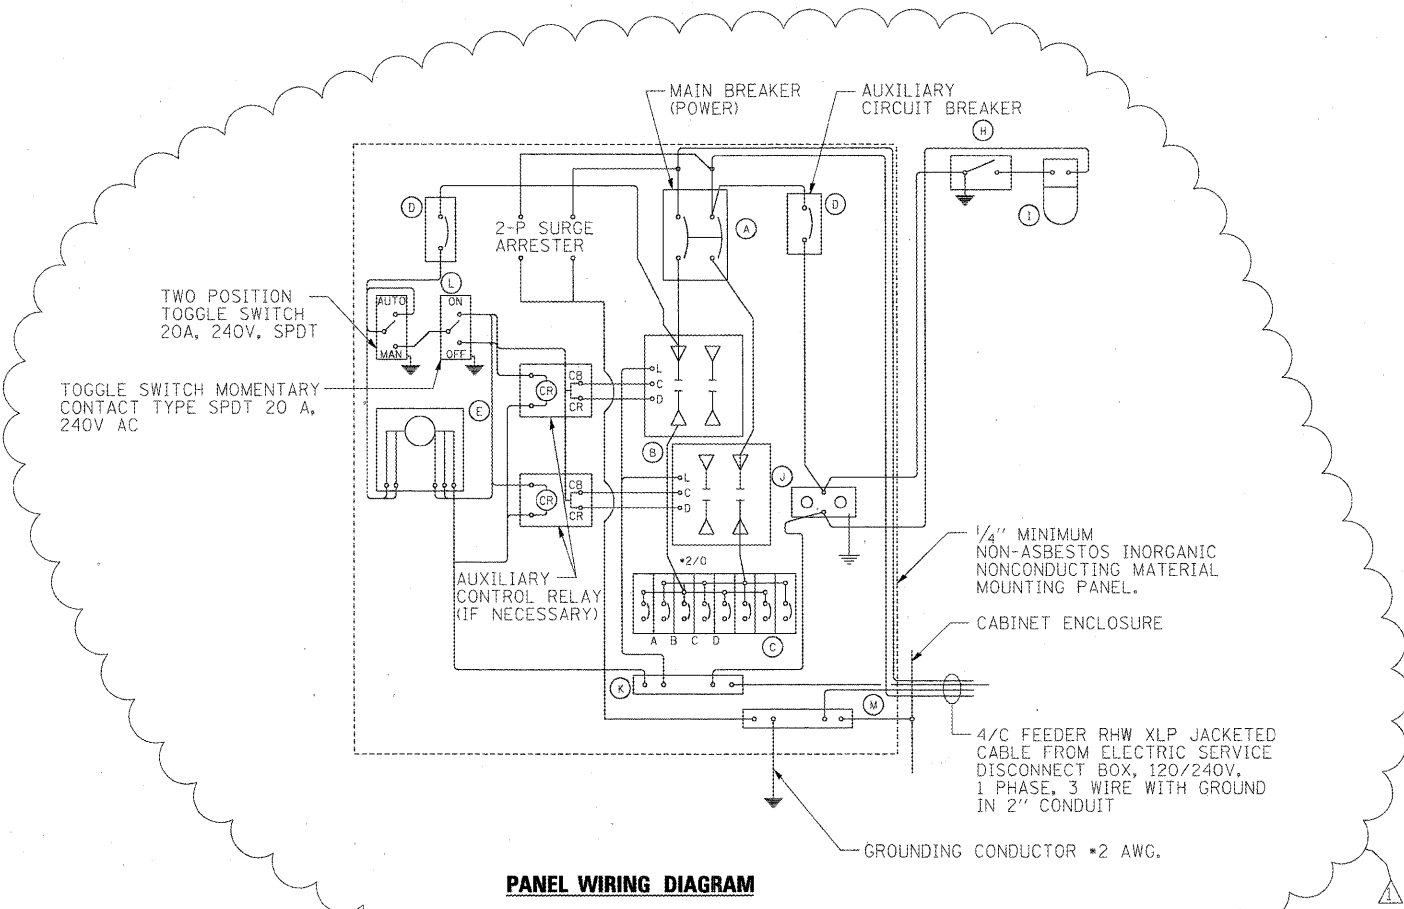 MAIN BREAKER
(POWER)
AUXILIARY
CIRCUIT BREAKER
H
D
2-P SURGE
ARRESTER
A
D
I
L
TWO POSITION
TOGGLE SWITCH
20A, 240V, SPDT
AUTO
MAN
ON
OFF
TOGGLE SWITCH MOMENTARY
CONTACT TYPE SPDT 20 A,
240V AC
E
CR
CB
CR
L
C
D
B
J
CR
CB
CR
L
C
D
1/4" MINIMUM
NON-ASBESTOS INORGANIC
NONCONDUCTING MATERIAL
MOUNTING PANEL.
*2/0
AUXILIARY
CONTROL RELAY
(IF NECESSARY)
A B C D
C
CABINET ENCLOSURE
K
M
4/C FEEDER RHW XLP JACKETED
CABLE FROM ELECTRIC SERVICE
DISCONNECT BOX, 120/240V,
1 PHASE, 3 WIRE WITH GROUND
IN 2" CONDUIT
GROUNDING CONDUCTOR *2 AWG.
PANEL WIRING DIAGRAM
1